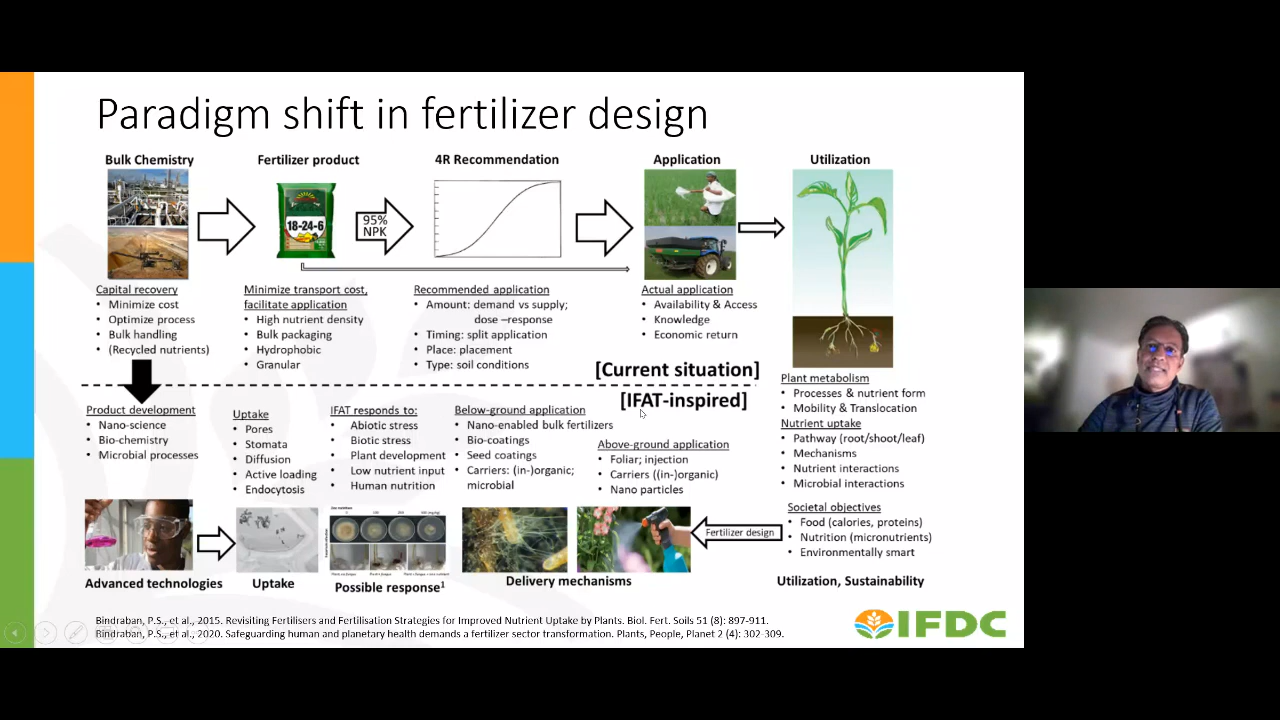 Paradigm shift in fertilizer design
Bulk Chemistry
Fertilizer product
4R Recommendation
Application
Utilization
18-24-6
95%
NPK
Capital recovery
• Minimize cost
• Optimize process
• Bulk handling
• (Recycled nutrients)
Minimize transport cost,
facilitate application
• High nutrient density
• Bulk packaging
• Hydrophobic
• Granular
Recommended application
• Amount: demand vs supply;
dose –response
• Timing: split application
• Place: placement
• Type: soil conditions
Actual application
• Availability & Access
• Knowledge
• Economic return
[Current situation]
[IFAT-inspired]
Plant metabolism
• Processes & nutrient form
• Mobility & Translocation
Nutrient uptake
• Pathway (root/shoot/leaf)
• Mechanisms
• Nutrient interactions
• Microbial interactions
Product development
• Nano-science
• Bio-chemistry
• Microbial processes
Uptake
• Pores
• Stomata
• Diffusion
• Active loading
• Endocytosis
IFAT responds to:
• Abiotic stress
• Biotic stress
• Plant development
• Low nutrient input
• Human nutrition
Below-ground application
• Nano-enabled bulk fertilizers
• Bio-coatings
• Seed coatings
• Carriers: (in-)organic;
microbial
Above-ground application
• Foliar; injection
• Carriers ((in-)organic)
• Nano particles
Societal objectives
• Food (calories, proteins)
• Nutrition (micronutrients)
• Environmentally smart
Fertilizer design
Advanced technologies
Uptake
Possible response¹
Delivery mechanisms
Utilization, Sustainability
Bindraban, P.S., et al., 2015. Revisiting Fertilisers and Fertilisation Strategies for Improved Nutrient Uptake by Plants. Biol. Fert. Soils 51 (8): 897-911.
Bindraban, P.S., et al., 2020. Safeguarding human and planetary health demands a fertilizer sector transformation. Plants, People, Planet 2 (4): 302-309.
IFDC